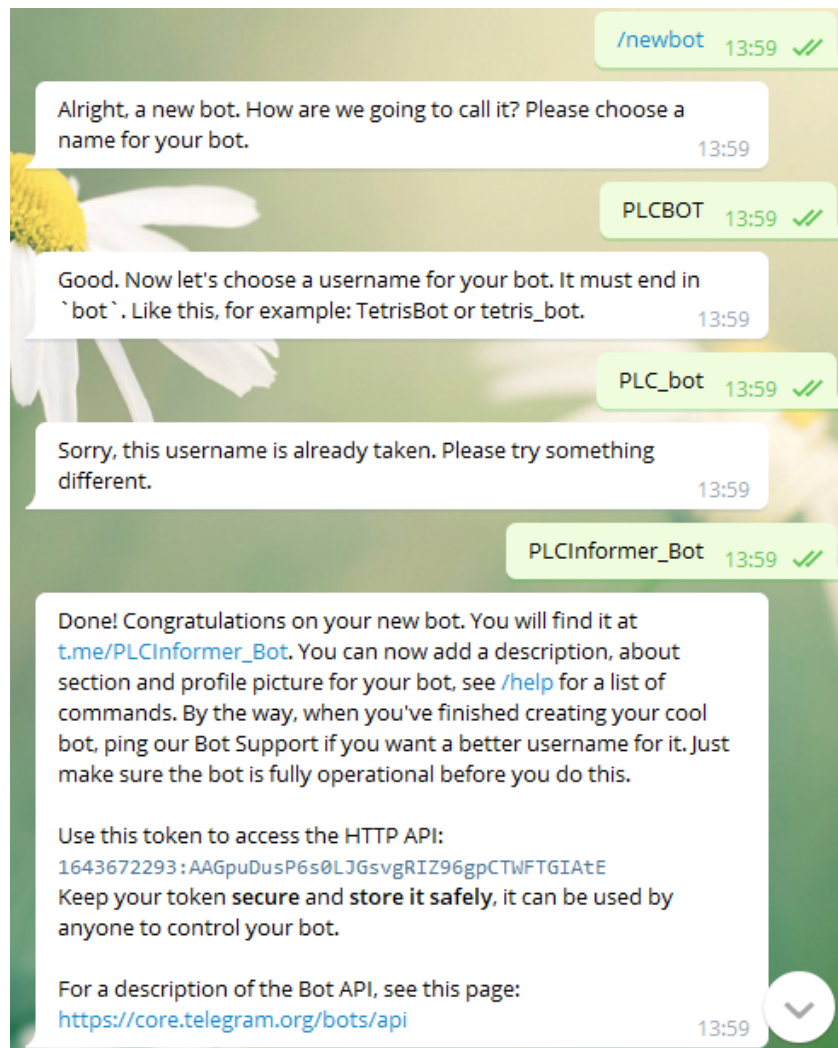 /newbot 13:59
Alright, a new bot. How are we going to call it? Please choose a
name for your bot.
13:59
PLCBOT 13:59
Good. Now let's choose a username for your bot. It must end in
`bot`. Like this, for example: TetrisBot or tetris_bot.
13:59
PLC_bot 13:59
Sorry, this username is already taken. Please try something
different.
13:59
PLCInformer_Bot 13:59
Done! Congratulations on your new bot. You will find it at
t.me/PLCInformer_Bot. You can now add a description, about
section and profile picture for your bot, see /help for a list of
commands. By the way, when you've finished creating your cool
bot, ping our Bot Support if you want a better username for it. Just
make sure the bot is fully operational before you do this.
Use this token to access the HTTP API:
1643672293:AAGpuDusP6s0LJGsvgRIZ96gpCTWFTGIAtE
Keep your token secure and store it safely, it can be used by
anyone to control your bot.
For a description of the Bot API, see this page:
https://core.telegram.org/bots/api
13:59